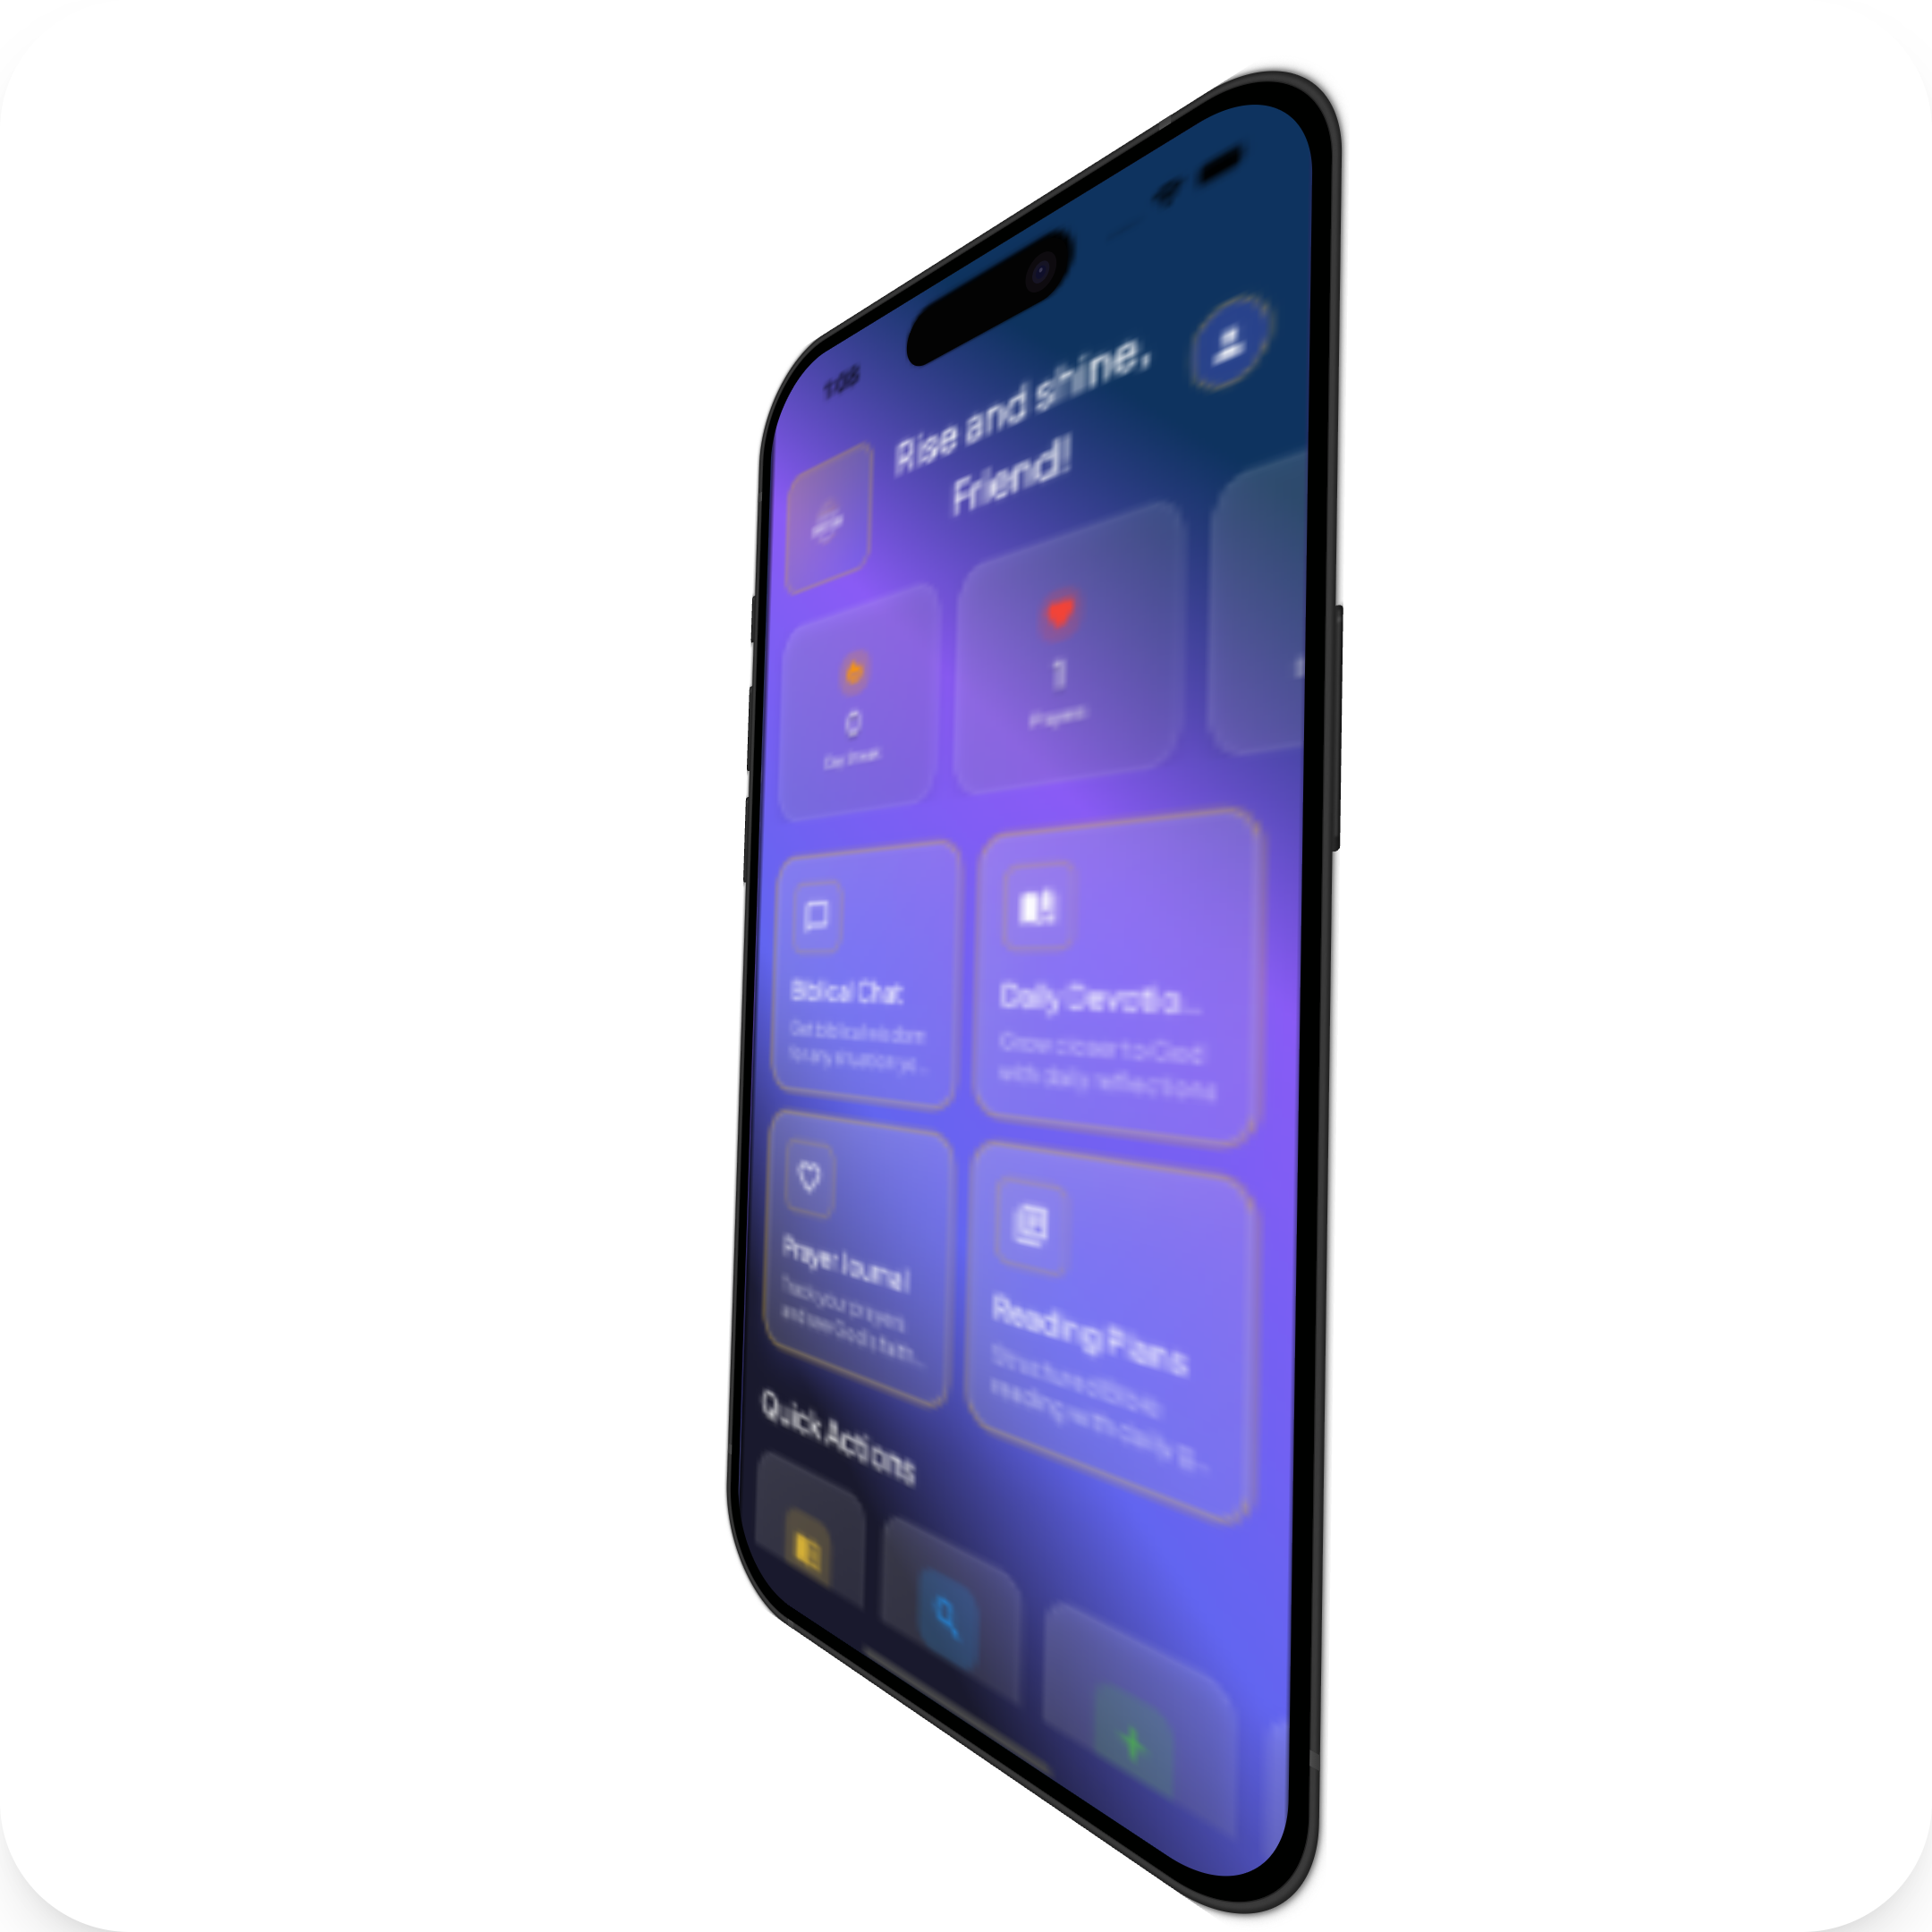 1:08
Rise and shine,
Friend!
0
Day Streak
1
Prayers
Biblical Chat
Get biblical wisdom
for any situation yo...
Daily Devotio...
Grow closer to God
with daily reflections
Prayer Journal
Track your prayers
and see God's faith...
Reading Plans
Structured Bible
reading with daily g...
Quick Actions